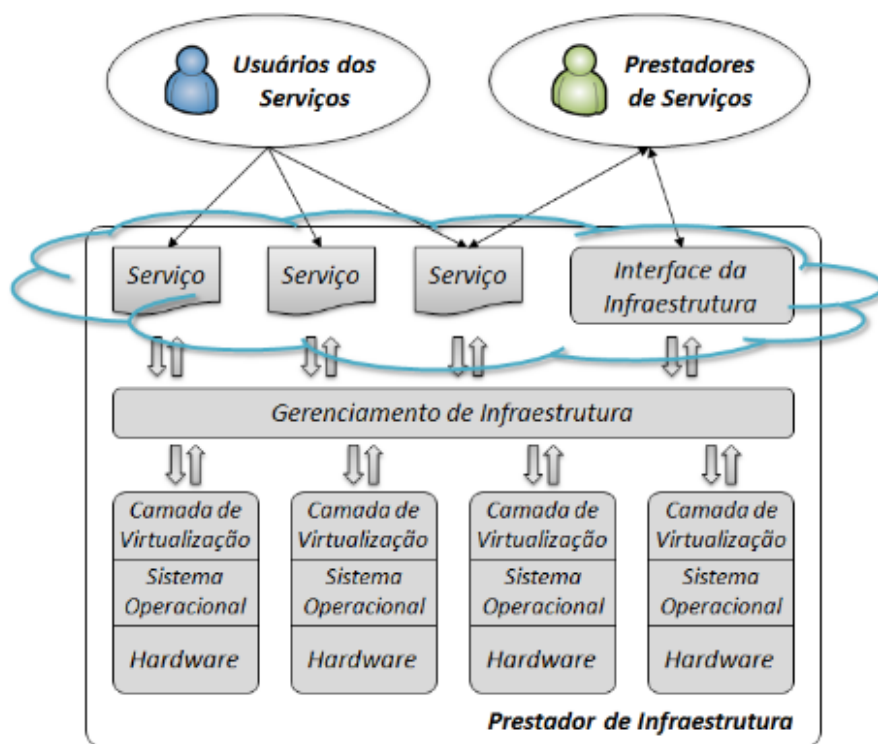 Usuários dos
Serviços
Prestadores
de Serviços
Serviço
Serviço
Serviço
Interface da
Infraestrutura
Gerenciamento de Infraestrutura
Camada de
Virtualização
Sistema
Operacional
Hardware
Camada de
Virtualização
Sistema
Operacional
Hardware
Camada de
Virtualização
Sistema
Operacional
Hardware
Camada de
Virtualização
Sistema
Operacional
Hardware
Prestador de Infraestrutura